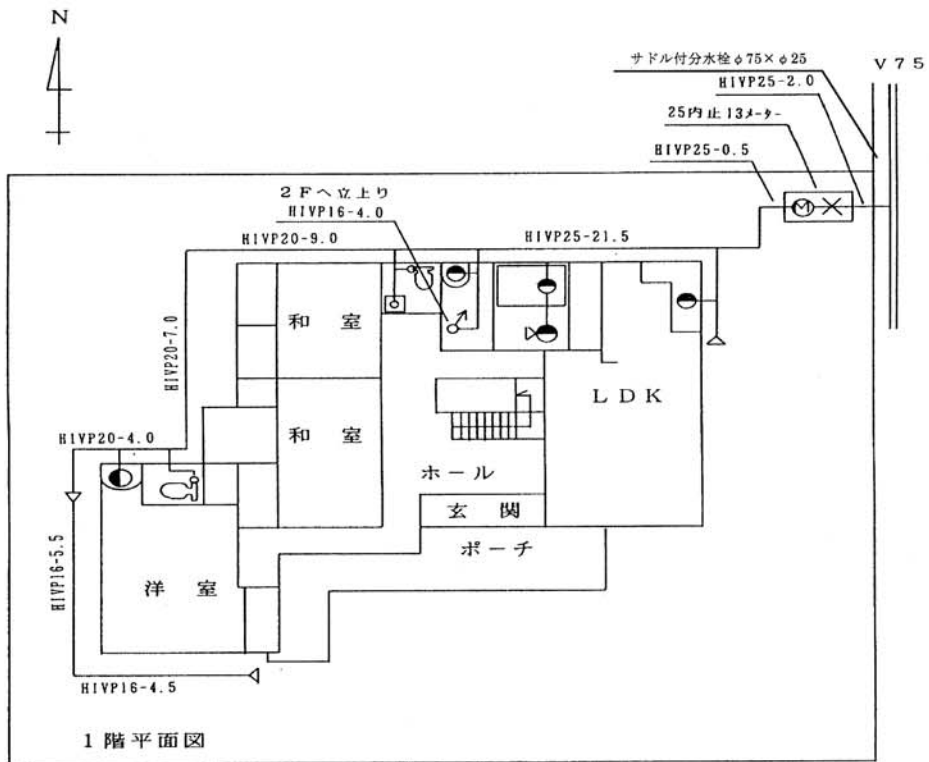 N
サドル付分水栓φ75×φ25
V75
HIVP25-2.0
25内止13メーター
HIVP25-0.5
2Fへ立上り
HIVP16-4.0
HIVP20-9.0
HIVP25-21.5
M
和室
HIVP20-7.0
LDK
和室
HIVP20-4.0
ホール
玄関
ポーチ
HIVP16-5.5
洋室
HIVP16-4.5
1階平面図